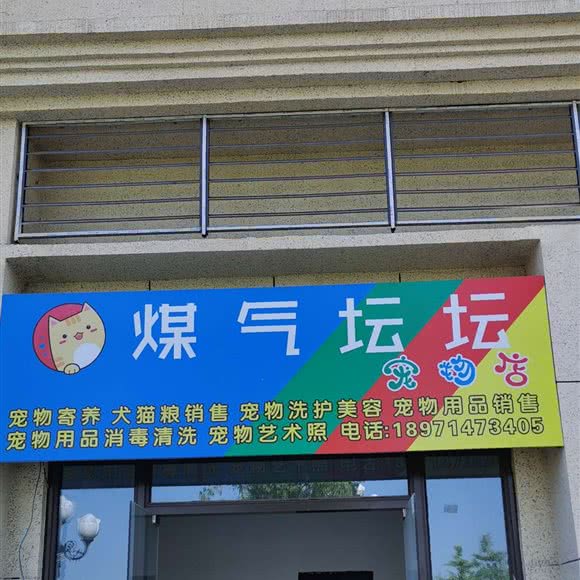 煤气坛坛
宠物店
宠物寄养 犬猫粮销售 宠物洗护美容 宠物用品销售
宠物用品消毒清洗 宠物艺术照 电话:18971473405